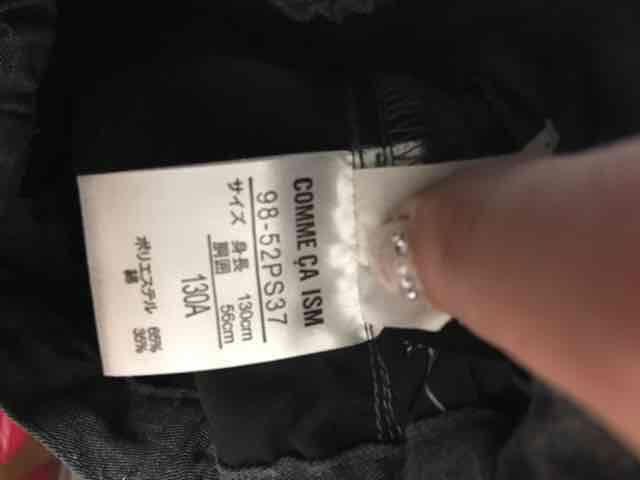 COMME ÇA ISM
98-52PS37
サイズ 身長 130cm
胴囲 56cm
130A
ポリエステル 65%
綿 35%